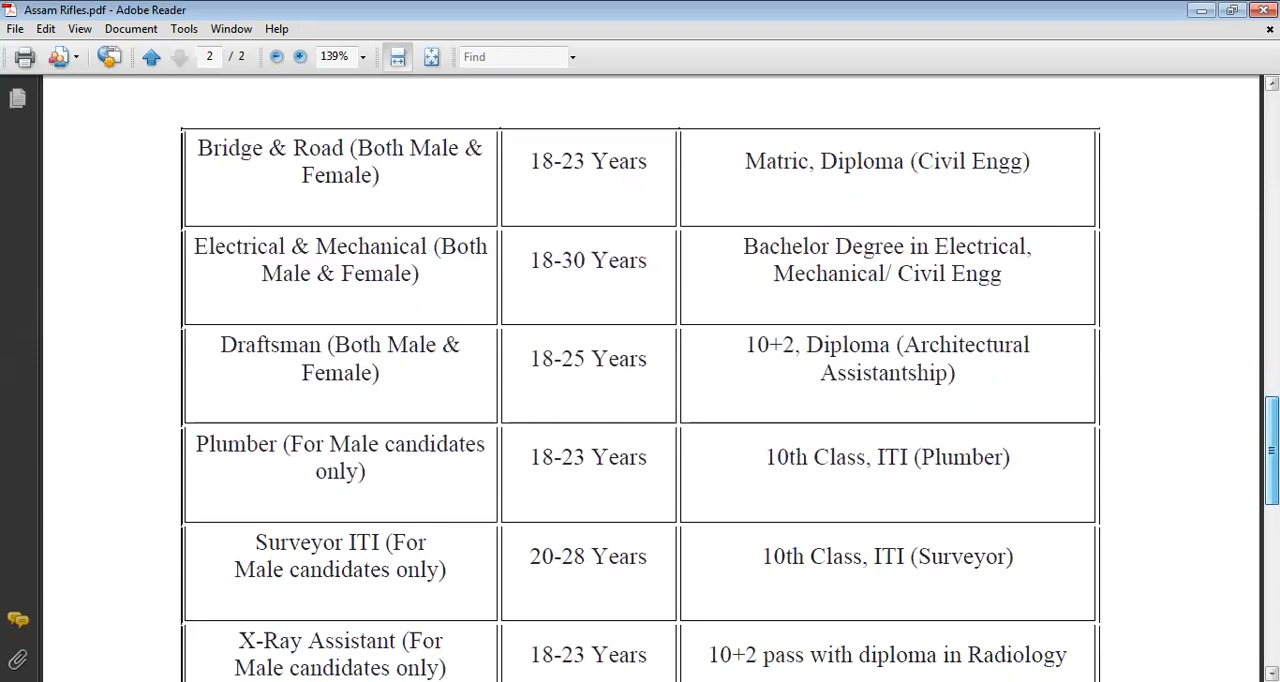 Assam Rifles.pdf - Adobe Reader
File Edit View Document Tools Window Help
2 / 2 139% Find
Bridge & Road (Both Male &
Female)
18-23 Years
Matric, Diploma (Civil Engg)
Electrical & Mechanical (Both
Male & Female)
18-30 Years
Bachelor Degree in Electrical,
Mechanical/ Civil Engg
Draftsman (Both Male &
Female)
18-25 Years
10+2, Diploma (Architectural
Assistantship)
Plumber (For Male candidates
only)
18-23 Years
10th Class, ITI (Plumber)
Surveyor ITI (For
Male candidates only)
20-28 Years
10th Class, ITI (Surveyor)
X-Ray Assistant (For
Male candidates only)
18-23 Years
10+2 pass with diploma in Radiology